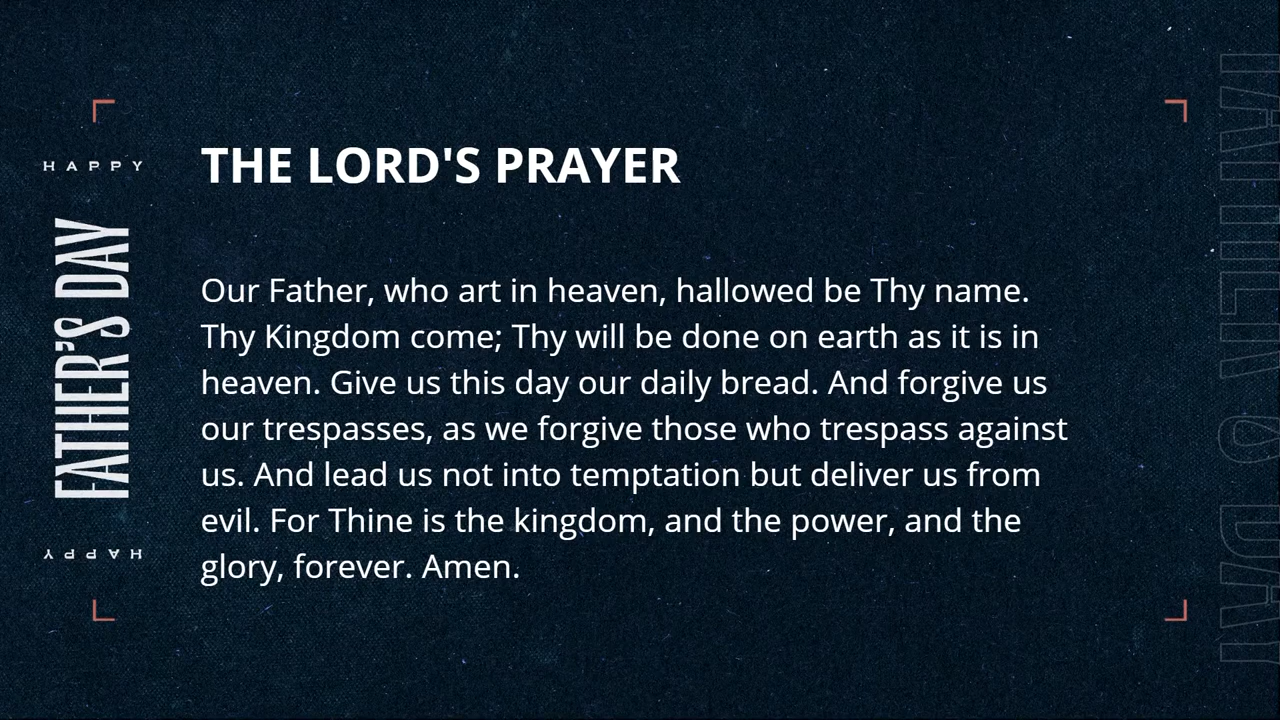 HAPPY
FATHER'S DAY
HAPPY
THE LORD'S PRAYER
Our Father, who art in heaven, hallowed be Thy name.
Thy Kingdom come; Thy will be done on earth as it is in
heaven. Give us this day our daily bread. And forgive us
our trespasses, as we forgive those who trespass against
us. And lead us not into temptation but deliver us from
evil. For Thine is the kingdom, and the power, and the
glory, forever. Amen.
FATHER'S DAY